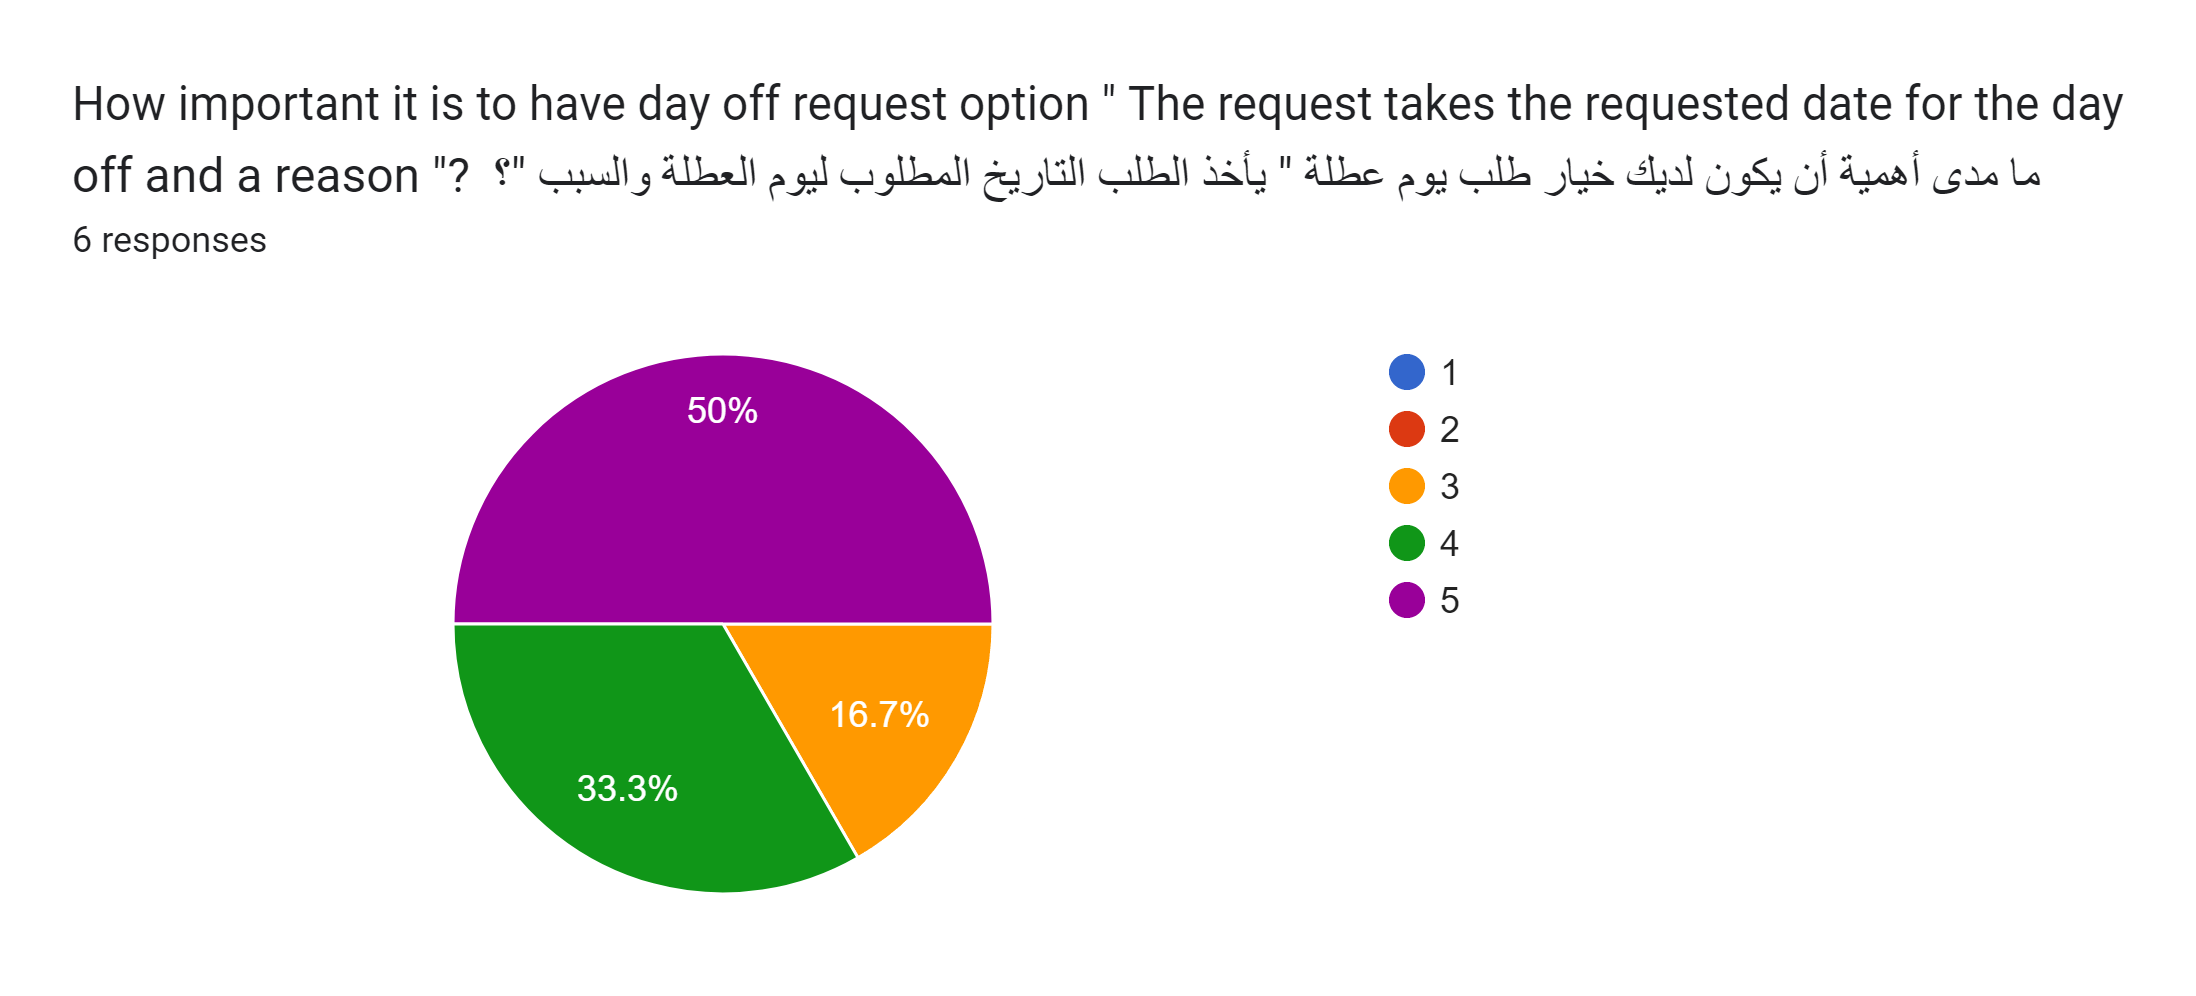 How important it is to have day off request option " The request takes the requested date for the day
off and a reason "? ما مدى أهمية أن يكون لديك خيار طلب يوم عطلة " يأخذ الطلب التاريخ المطلوب ليوم العطلة والسبب "؟
6 responses
50%
16.7%
33.3%
1
2
3
4
5